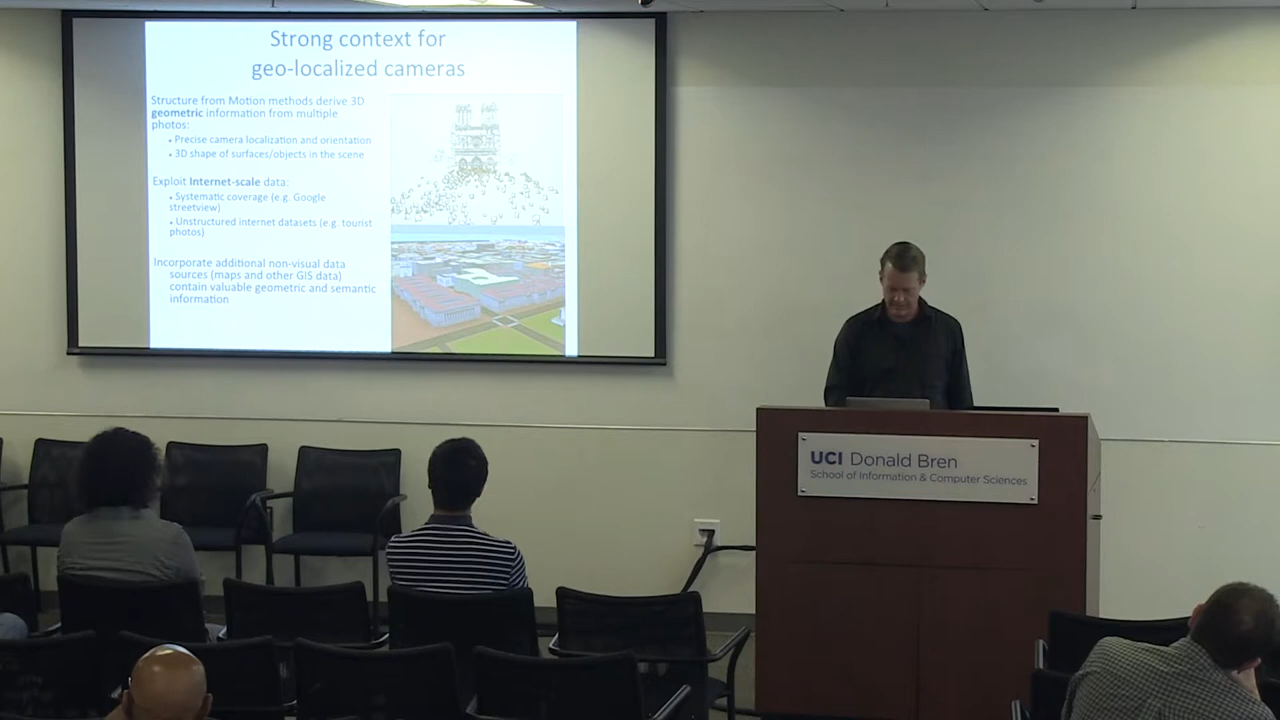 Strong context for
geo-localized cameras
Structure from Motion methods derive 3D
geometric information from multiple
photos:
• Precise camera localization and orientation
• 3D shape of surfaces/objects in the scene
Exploit Internet-scale data:
• Systematic coverage (e.g. Google
streetview)
• Unstructured internet datasets (e.g. tourist
photos)
Incorporate additional non-visual data
sources (maps and other GIS data)
contain valuable geometric and semantic
information
UCI Donald Bren
School of Information & Computer Sciences